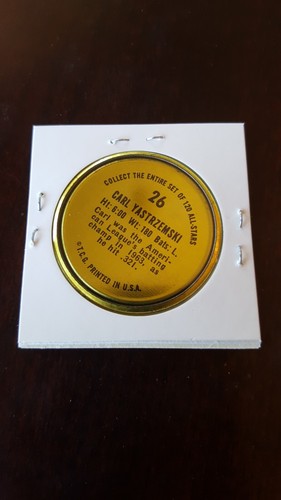 COLLECT THE ENTIRE SET OF 120 ALL-STARS
26
CARL YASTRZEMSKI
Ht: 6'00 Wt: 180 Bats: L.
Carl was the Ameri-
can League's batting
champ in 1963, as
he hit .321.
©T.C.G. PRINTED IN U.S.A.